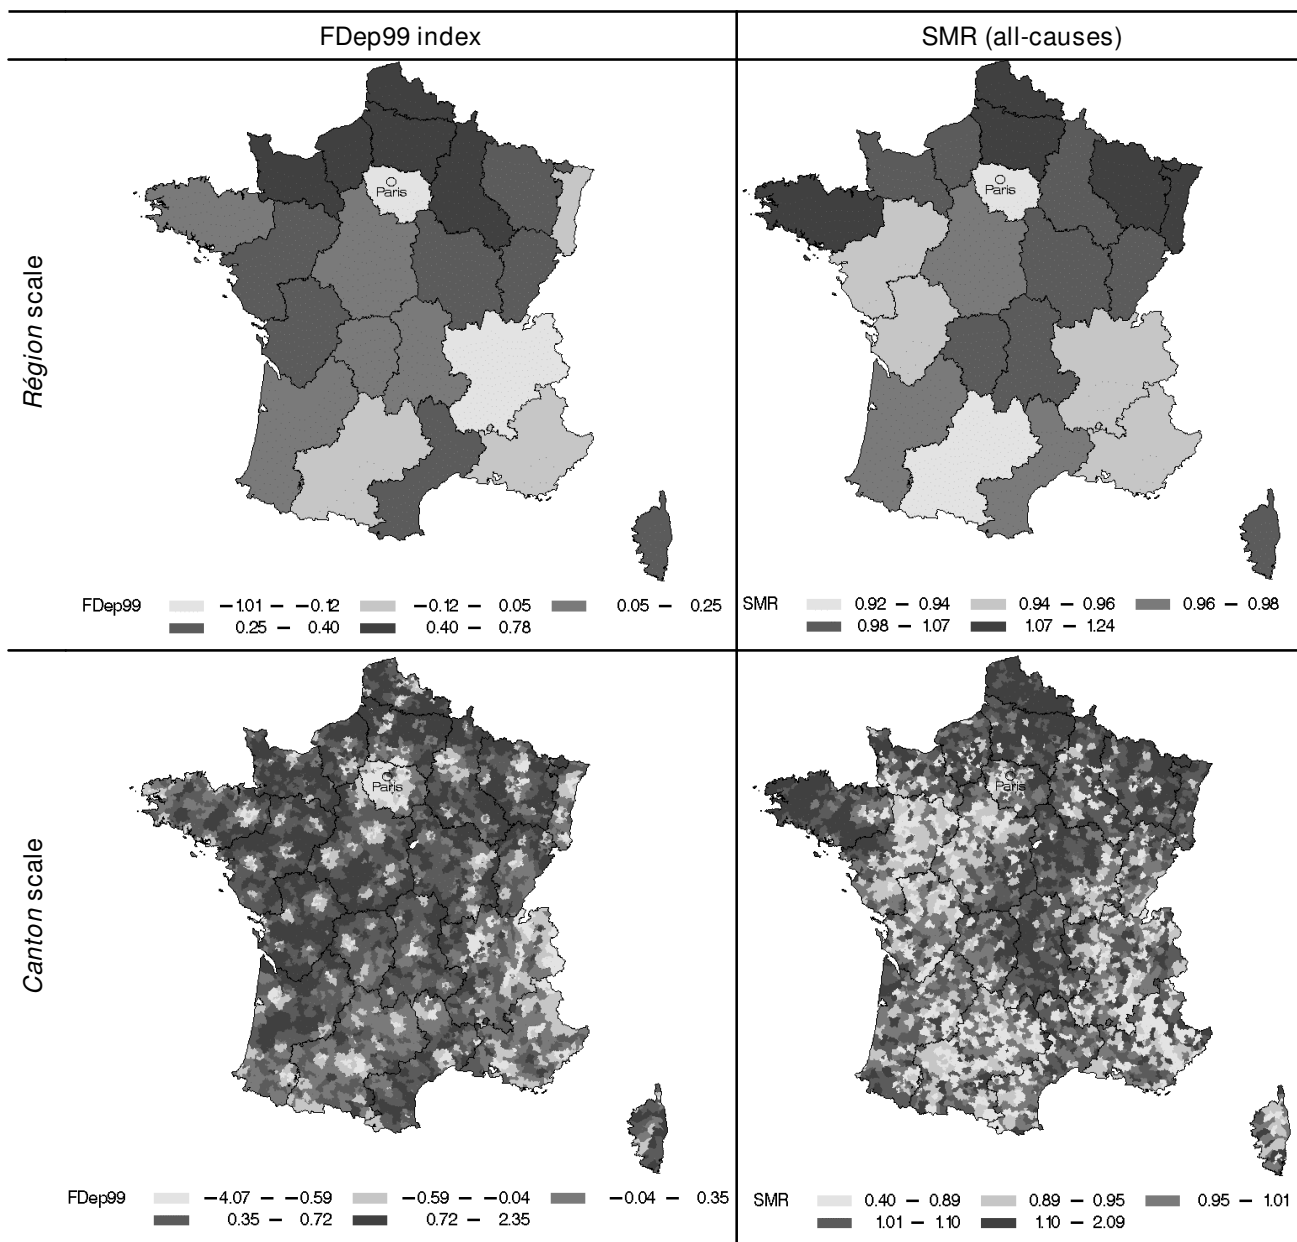 FDep99 index
SMR (all-causes)
Région scale
Paris
Paris
FDep99 −1.01 − −0.12 −0.12 − 0.05 0.05 − 0.25
0.25 − 0.40 0.40 − 0.78
SMR 0.92 − 0.94 0.94 − 0.96 0.96 − 0.98
0.98 − 1.07 1.07 − 1.24
Canton scale
Paris
Paris
FDep99 −4.07 − −0.59 −0.59 − −0.04 −0.04 − 0.35
0.35 − 0.72 0.72 − 2.35
SMR 0.40 − 0.89 0.89 − 0.95 0.95 − 1.01
1.01 − 1.10 1.10 − 2.09